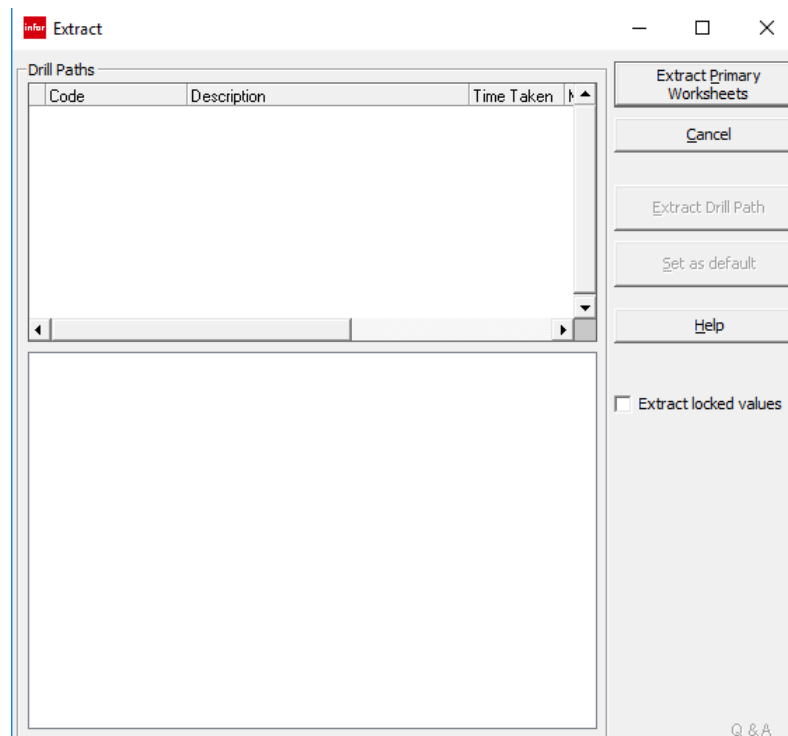 infor Extract
Drill Paths
Code Description Time Taken
Extract Primary
Worksheets
Cancel
Extract Drill Path
Set as default
Help
Extract locked values
Q & A